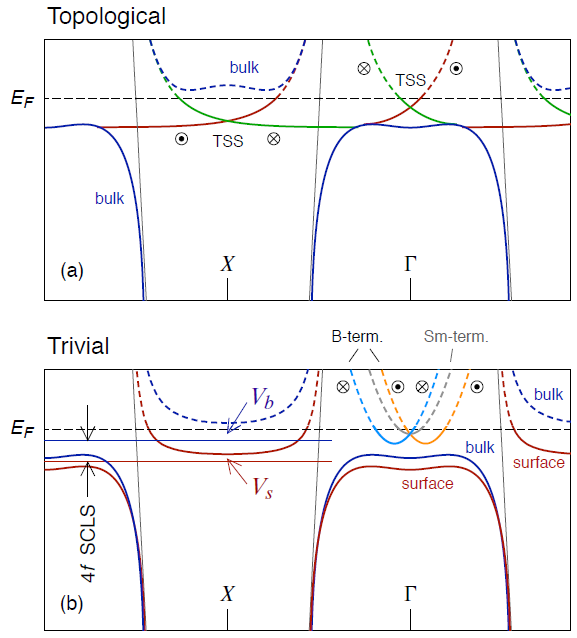 Topological
bulk
TSS
E_F
TSS
bulk
(a)
X
Γ
Trivial
B-term.
Sm-term.
V_b
bulk
E_F
bulk
surface
surface
V_s
4f SCLS
(b)
X
Γ